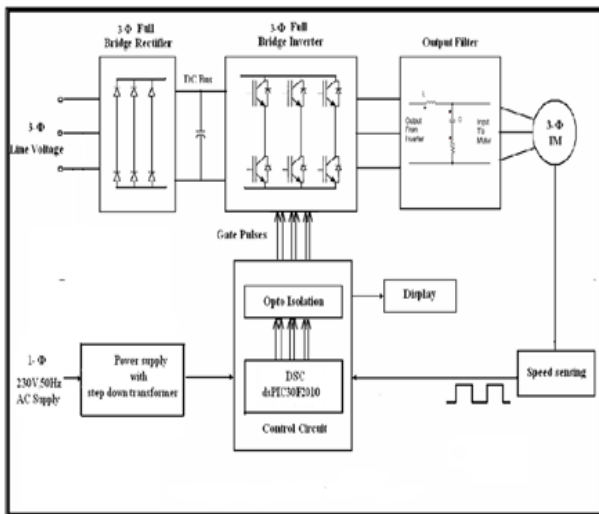 3-Φ Full
Bridge Rectifier
3-Φ Full
Bridge Inverter
Output Filter
DC Bus
3-Φ
Line Voltage
L
C
Output
From
Inverter
Input
To
Motor
3-Φ
IM
Gate Pulses
Opto Isolation
Display
1- Φ
230V,50Hz
AC Supply
Power supply
with
step down transformer
DSC
dsPIC30F2010
Control Circuit
Speed sensing